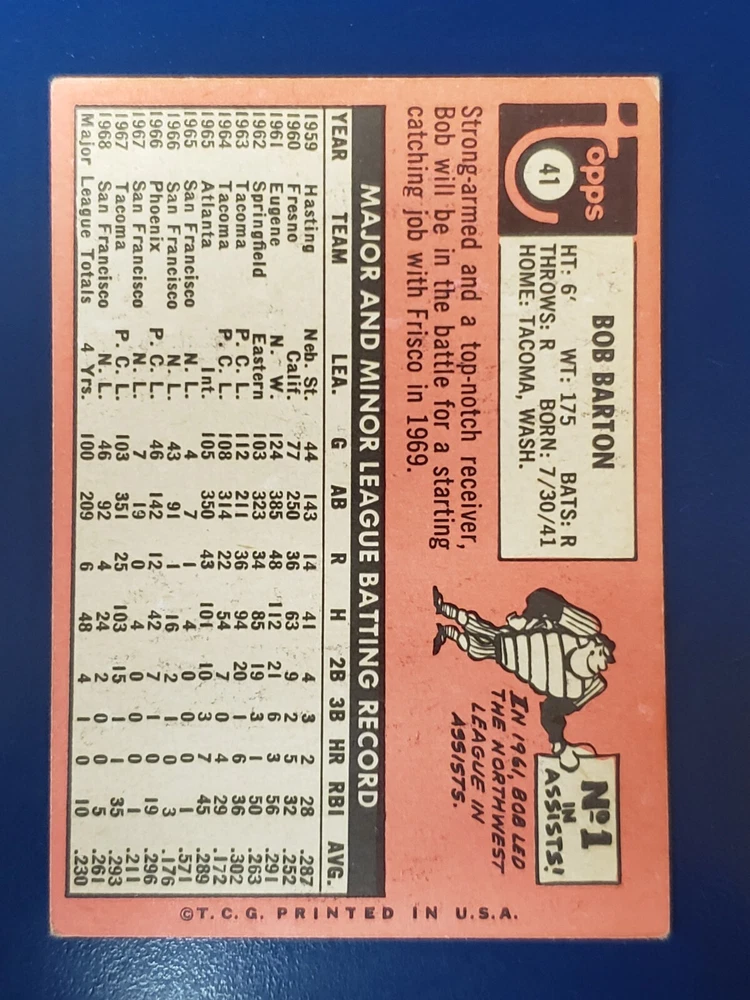 Topps
41
BOB BARTON
HT: 6' WT: 175 BATS: R
THROWS: R BORN: 7/30/41
HOME: TACOMA, WASH.
Strong-armed and a top-notch receiver,
Bob will be in the battle for a starting
catching job with Frisco in 1969.
Nº1
IN
ASSISTS!
IN 1961, BOB LED
THE NORTHWEST
LEAGUE IN
ASSISTS.
MAJOR AND MINOR LEAGUE BATTING RECORD
YEAR TEAM LEA. G AB R H 2B 3B HR RBI AVG.
1959 Hasting Neb. St. 44 143 14 41 4 3 2 28 .287
1960 Fresno Calif. 77 250 36 63 9 2 5 32 .252
1961 Eugene N. W. 124 385 48 112 21 6 3 56 .291
1962 Springfield Eastern 103 323 34 85 19 3 1 50 .263
1963 Tacoma P. C. L. 112 211 36 94 20 1 6 36 .302
1964 Tacoma P. C. L. 108 314 22 54 7 0 4 29 .172
1965 Atlanta Int. 105 350 43 101 10 3 7 45 .289
1965 San Francisco N. L. 4 7 1 4 0 0 0 1 .571
1966 San Francisco N. L. 43 91 1 16 2 1 0 3 .176
1966 Phoenix P. C. L. 46 142 12 42 7 1 0 19 .296
1967 San Francisco N. L. 7 19 0 4 0 0 0 1 .211
1967 Tacoma P. C. L. 103 351 25 103 15 1 1 35 .293
1968 San Francisco N. L. 46 92 4 24 2 0 0 5 .261
Major League Totals 4 Yrs. 100 209 6 48 4 1 0 10 .230
©T. C. G. PRINTED IN U.S.A.